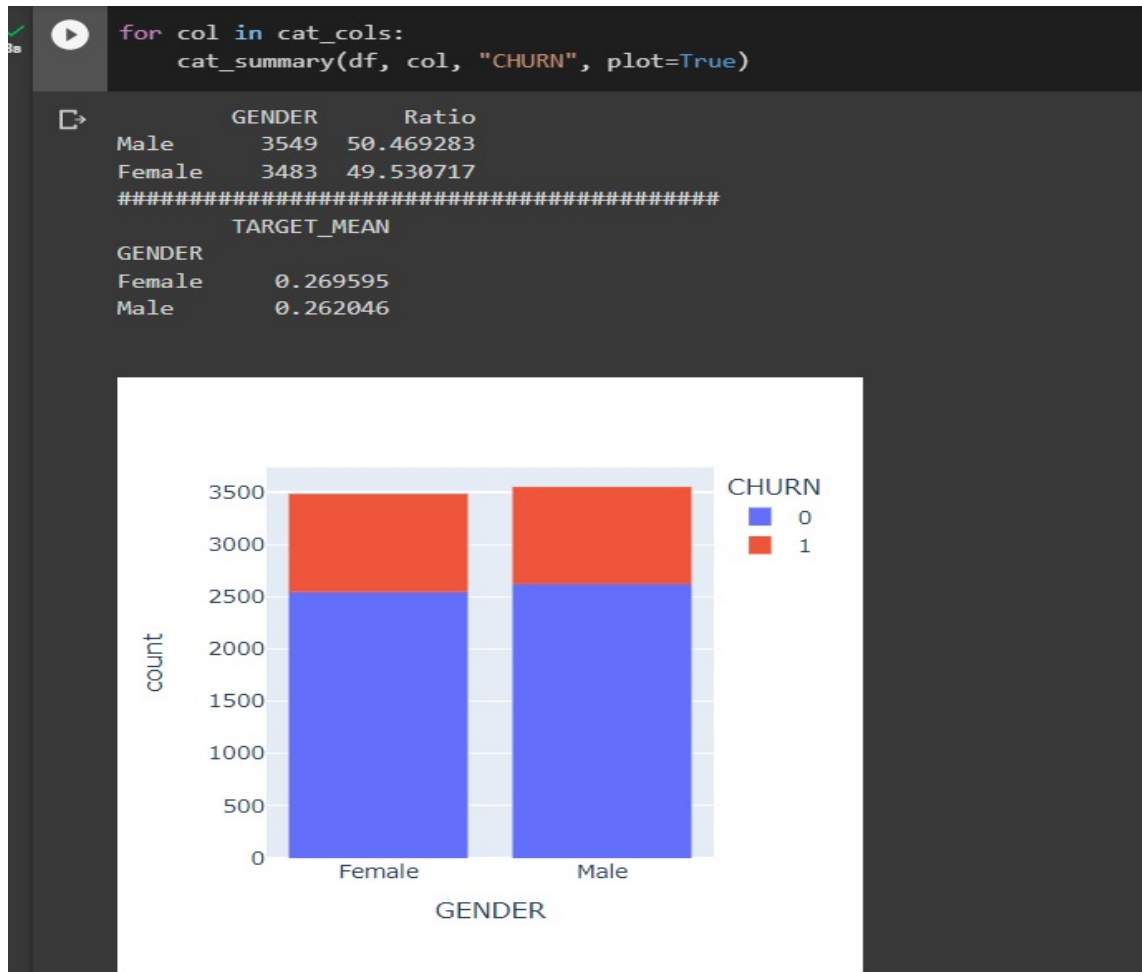 for col in cat_cols:
    cat_summary(df, col, "CHURN", plot=True)
        GENDER      Ratio
Male      3549  50.469283
Female    3483  49.530717
##########################################
        TARGET_MEAN
GENDER
Female     0.269595
Male       0.262046
CHURN
0
1
3500
3000
2500
2000
1500
1000
500
0
count
Female Male
GENDER